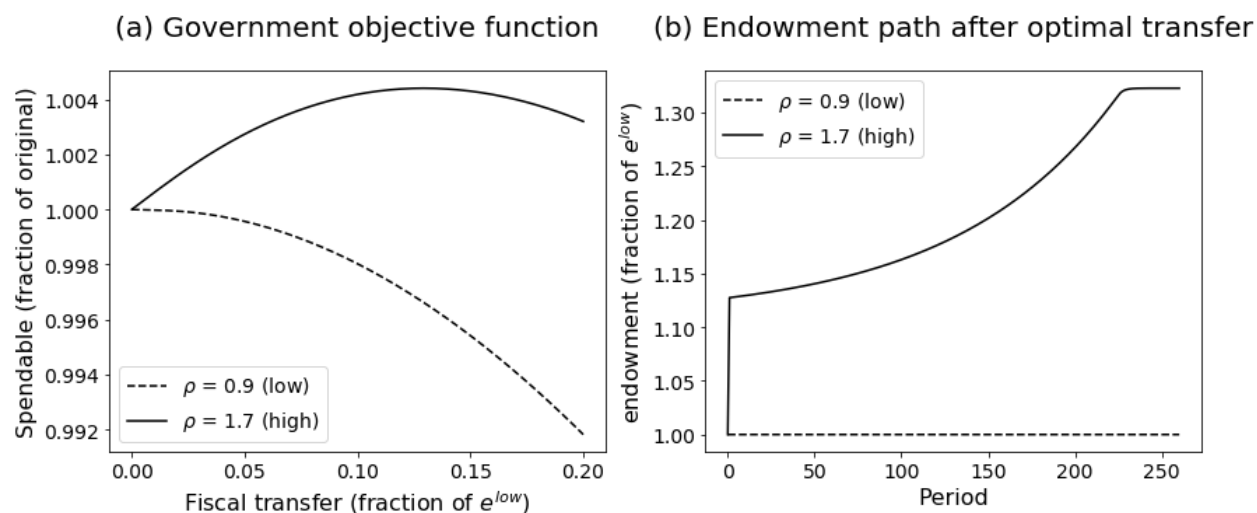 (a) Government objective function
Spendable (fraction of original)
1.004
1.002
1.000
0.998
0.996
0.994
0.992
ρ = 0.9 (low)
ρ = 1.7 (high)
0.00 0.05 0.10 0.15 0.20
Fiscal transfer (fraction of e^low)
(b) Endowment path after optimal transfer
endowment (fraction of e^low)
1.30
1.25
1.20
1.15
1.10
1.05
1.00
ρ = 0.9 (low)
ρ = 1.7 (high)
0 50 100 150 200 250
Period